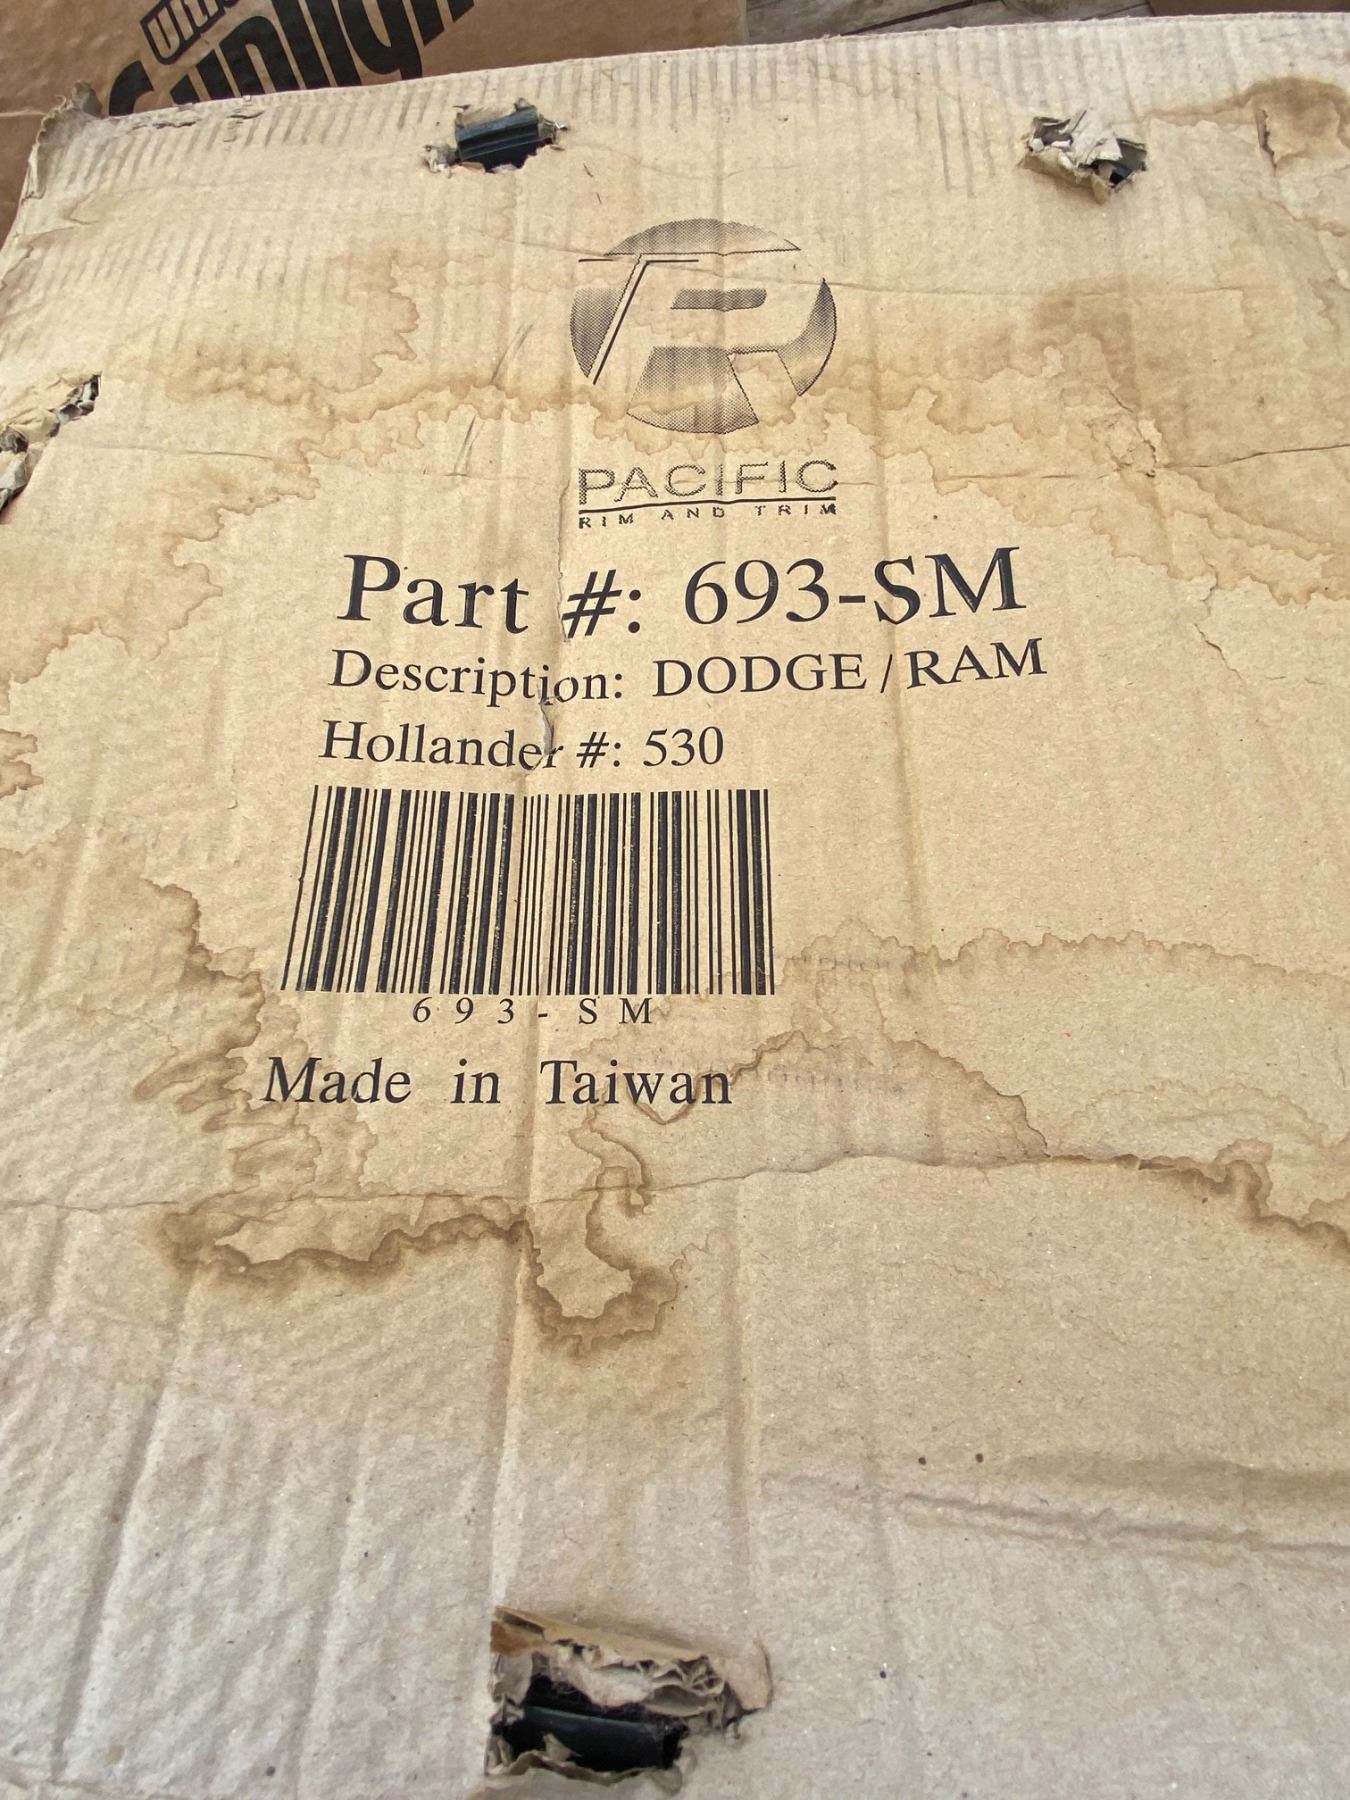 PACIFIC
RIM AND TRIM
Part #: 693-SM
Description: DODGE / RAM
Hollander #: 530
693-SM
Made in Taiwan